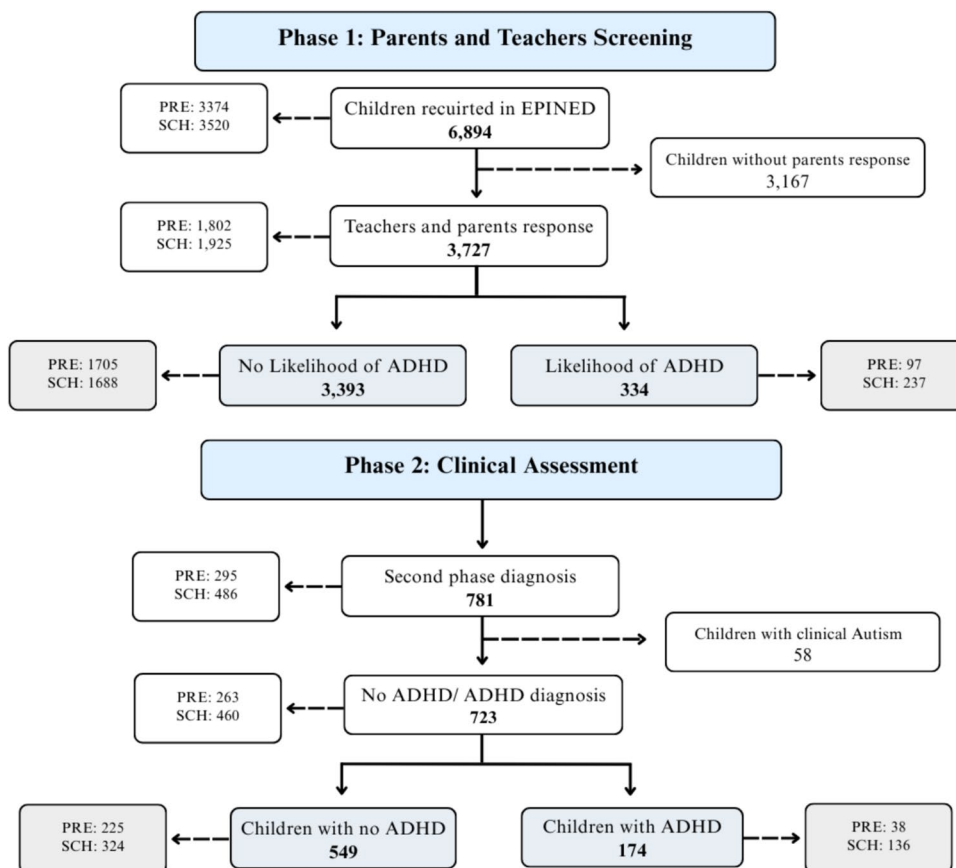 Phase 1: Parents and Teachers Screening
PRE: 3374
SCH: 3520
Children recuirted in EPINED
6,894
Children without parents response
3,167
PRE: 1,802
SCH: 1,925
Teachers and parents response
3,727
PRE: 1705
SCH: 1688
No Likelihood of ADHD
3,393
Likelihood of ADHD
334
PRE: 97
SCH: 237
Phase 2: Clinical Assessment
PRE: 295
SCH: 486
Second phase diagnosis
781
Children with clinical Autism
58
PRE: 263
SCH: 460
No ADHD/ ADHD diagnosis
723
PRE: 225
SCH: 324
Children with no ADHD
549
Children with ADHD
174
PRE: 38
SCH: 136